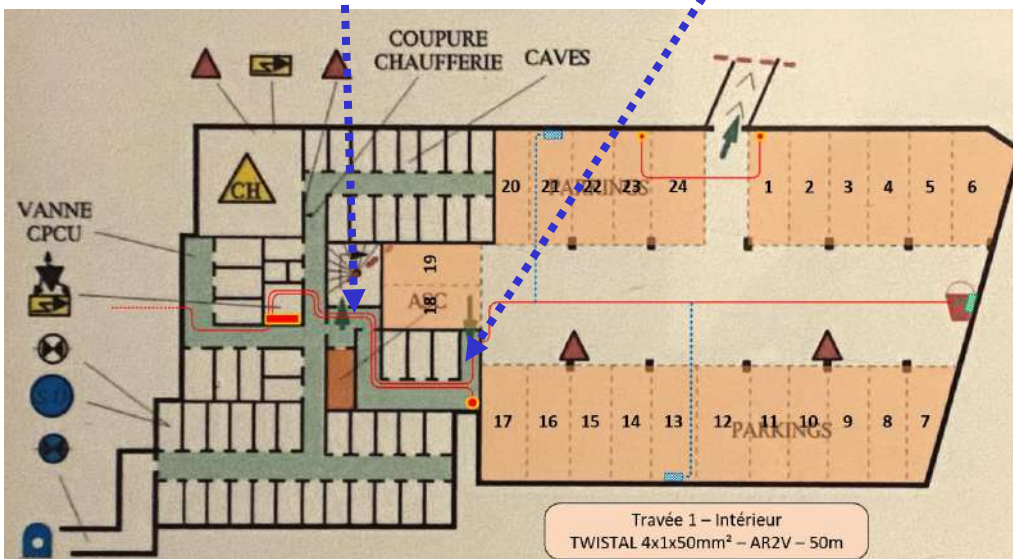 COUPURE
CHAUFFERIE
CAVES
CH
VANNE
CPCU
20
21
22
23
24
PARKINGS
1
2
3
4
5
6
19
18
ASC
17
16
15
14
13
12
11
10
9
8
7
PARKINGS
Travée 1 – Intérieur
TWISTAL 4x1x50mm² – AR2V – 50m